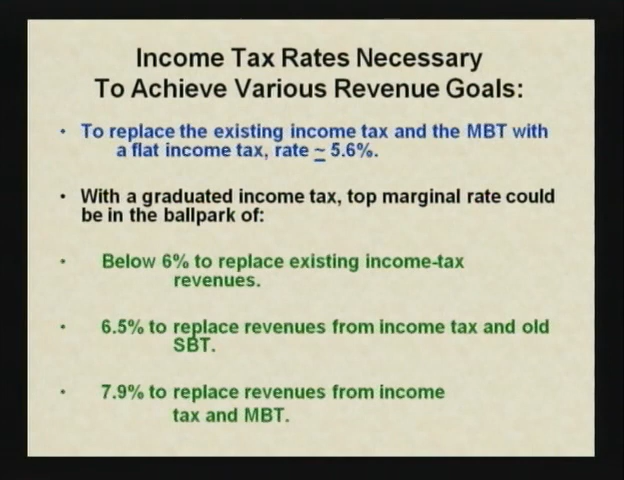 Income Tax Rates Necessary
To Achieve Various Revenue Goals:
• To replace the existing income tax and the MBT with
a flat income tax, rate ~ 5.6%.
• With a graduated income tax, top marginal rate could
be in the ballpark of:
• Below 6% to replace existing income-tax
revenues.
• 6.5% to replace revenues from income tax and old
SBT.
• 7.9% to replace revenues from income
tax and MBT.